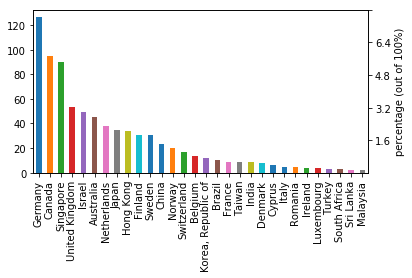 120
100
80
60
40
20
0
6.4
4.8
3.2
1.6
percentage (out of 100%)
Germany
Canada
Singapore
United Kingdom
Israel
Australia
Netherlands
Japan
Hong Kong
Finland
Sweden
China
Norway
Switzerland
Belgium
Korea, Republic of
Brazil
France
Taiwan
India
Denmark
Cyprus
Italy
Romania
Ireland
Luxembourg
Turkey
South Africa
Sri Lanka
Malaysia